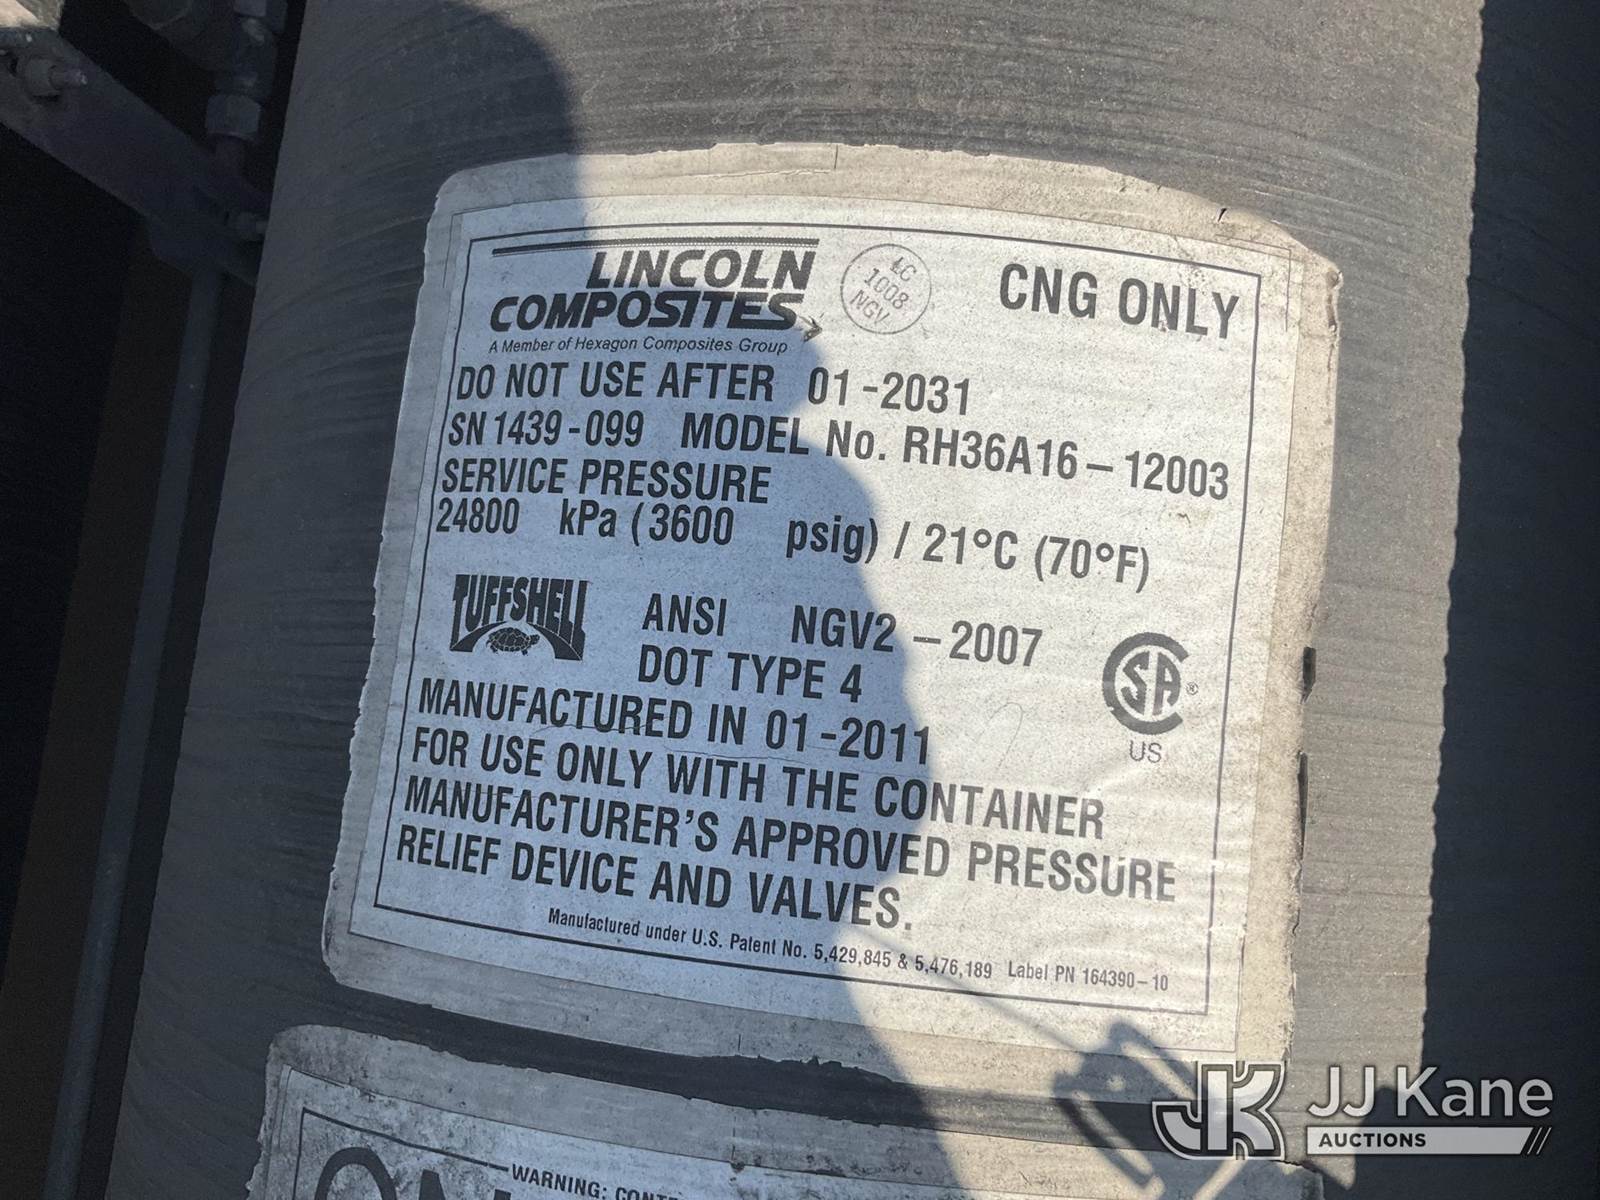 LINCOLN
COMPOSITES
A Member of Hexagon Composites Group
LC
1008
NGV
CNG ONLY
DO NOT USE AFTER 01-2031
SN 1439-099 MODEL No. RH36A16-12003
SERVICE PRESSURE
24800 kPa (3600 psig) / 21°C (70°F)
TUFFSHELL
ANSI NGV2-2007
DOT TYPE 4
SA ®
US
MANUFACTURED IN 01-2011
FOR USE ONLY WITH THE CONTAINER
MANUFACTURER'S APPROVED PRESSURE
RELIEF DEVICE AND VALVES.
Manufactured under U.S. Patent No. 5,429,845 & 5,476,189 Label PN 164390-10
WARNING:
JK JJ Kane
AUCTIONS